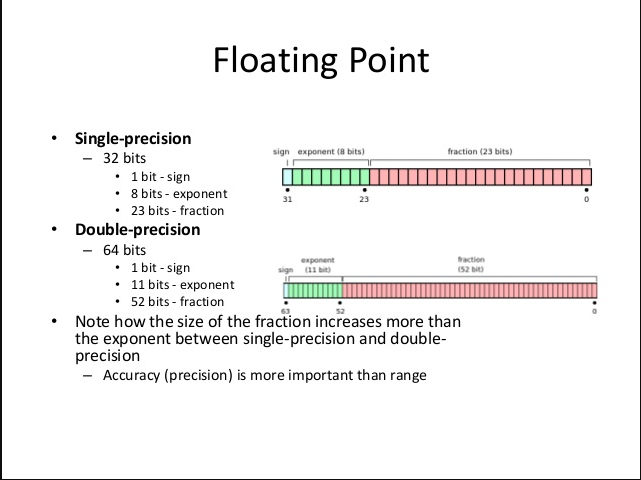 Floating Point
• Single-precision
– 32 bits
• 1 bit - sign
• 8 bits - exponent
• 23 bits - fraction
sign exponent (8 bits) fraction (23 bits)
31 23 0
• Double-precision
– 64 bits
• 1 bit - sign
• 11 bits - exponent
• 52 bits - fraction
exponent fraction
sign (11 bit) (52 bit)
63 52 0
• Note how the size of the fraction increases more than
the exponent between single-precision and double-
precision
– Accuracy (precision) is more important than range